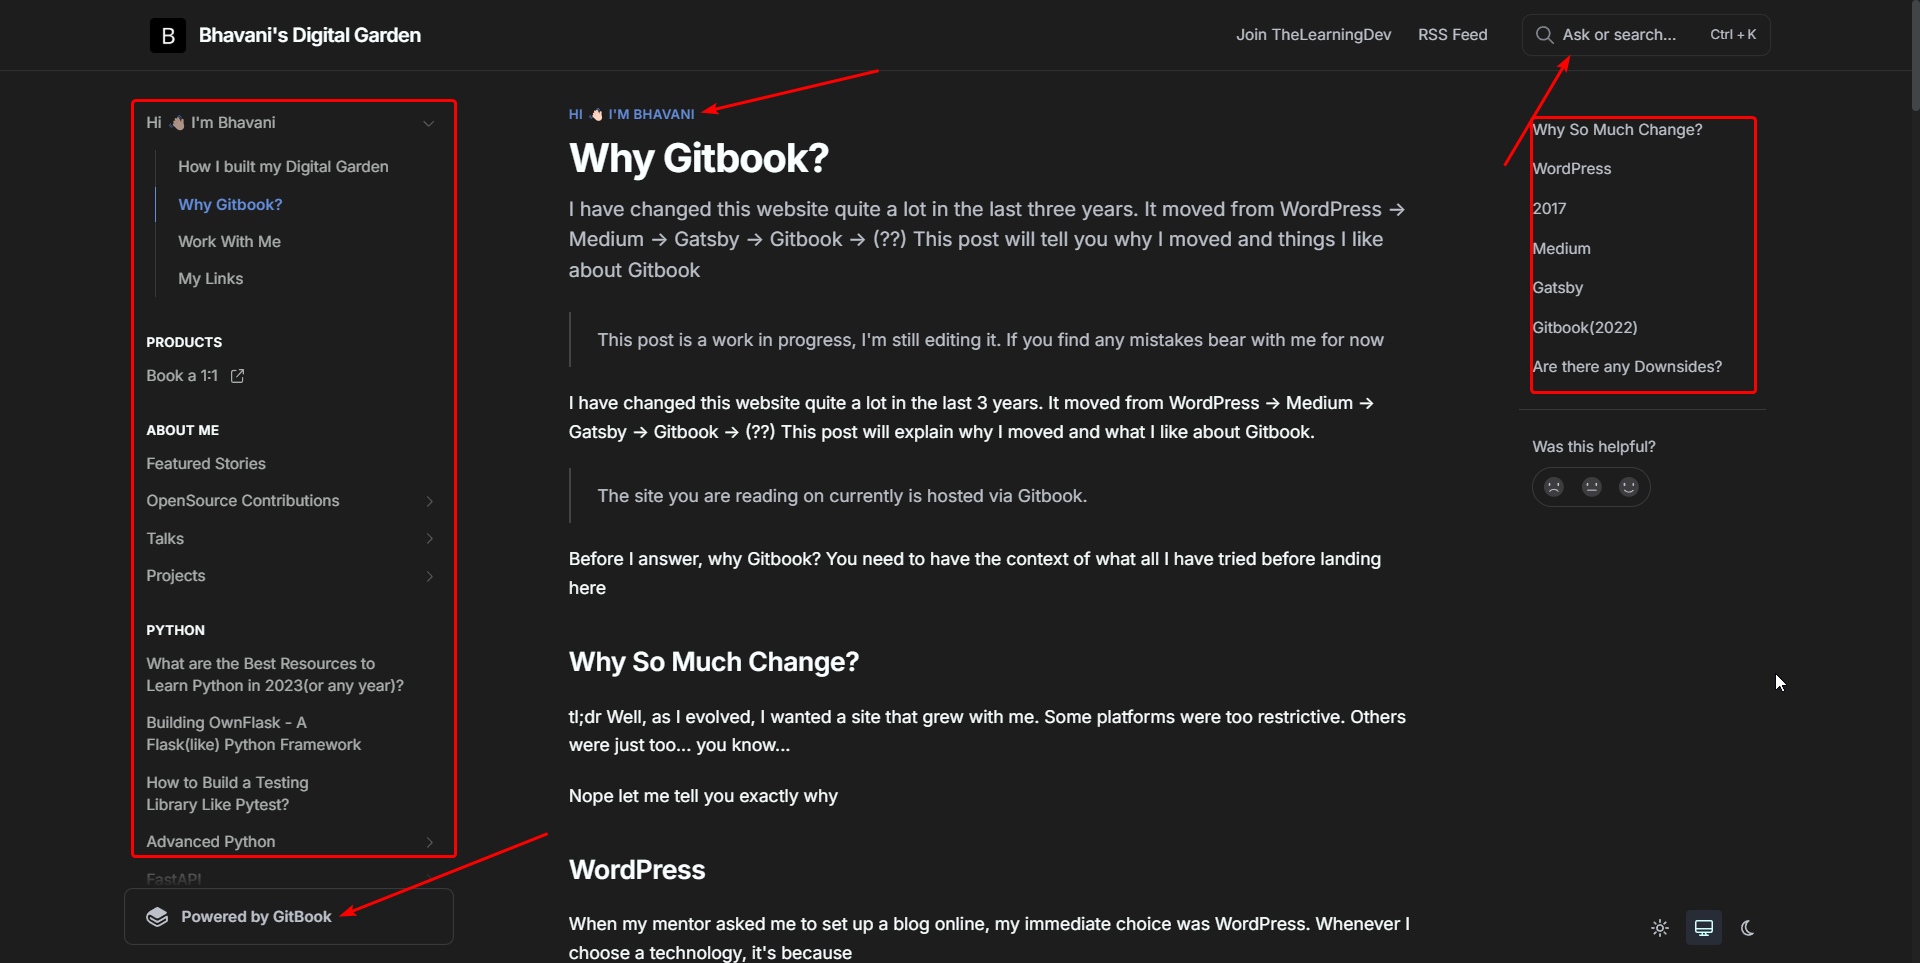 B Bhavani's Digital Garden
Join TheLearningDev
RSS Feed
Ask or search...
Ctrl + K
Hi 👋🏼 I'm Bhavani
How I built my Digital Garden
Why Gitbook?
Work With Me
My Links
PRODUCTS
Book a 1:1
ABOUT ME
Featured Stories
OpenSource Contributions
Talks
Projects
PYTHON
What are the Best Resources to
Learn Python in 2023(or any year)?
Building OwnFlask - A
Flask(like) Python Framework
How to Build a Testing
Library Like Pytest?
Advanced Python
FastAPI
Powered by GitBook
HI 👋🏼 I'M BHAVANI
Why Gitbook?
I have changed this website quite a lot in the last three years. It moved from WordPress →
Medium → Gatsby → Gitbook → (??) This post will tell you why I moved and things I like
about Gitbook
This post is a work in progress, I'm still editing it. If you find any mistakes bear with me for now
I have changed this website quite a lot in the last 3 years. It moved from WordPress → Medium →
Gatsby → Gitbook → (??) This post will explain why I moved and what I like about Gitbook.
The site you are reading on currently is hosted via Gitbook.
Before I answer, why Gitbook? You need to have the context of what all I have tried before landing
here
Why So Much Change?
tl;dr Well, as I evolved, I wanted a site that grew with me. Some platforms were too restrictive. Others
were just too... you know...
Nope let me tell you exactly why
WordPress
When my mentor asked me to set up a blog online, my immediate choice was WordPress. Whenever I
choose a technology, it's because
Why So Much Change?
WordPress
2017
Medium
Gatsby
Gitbook(2022)
Are there any Downsides?
Was this helpful?